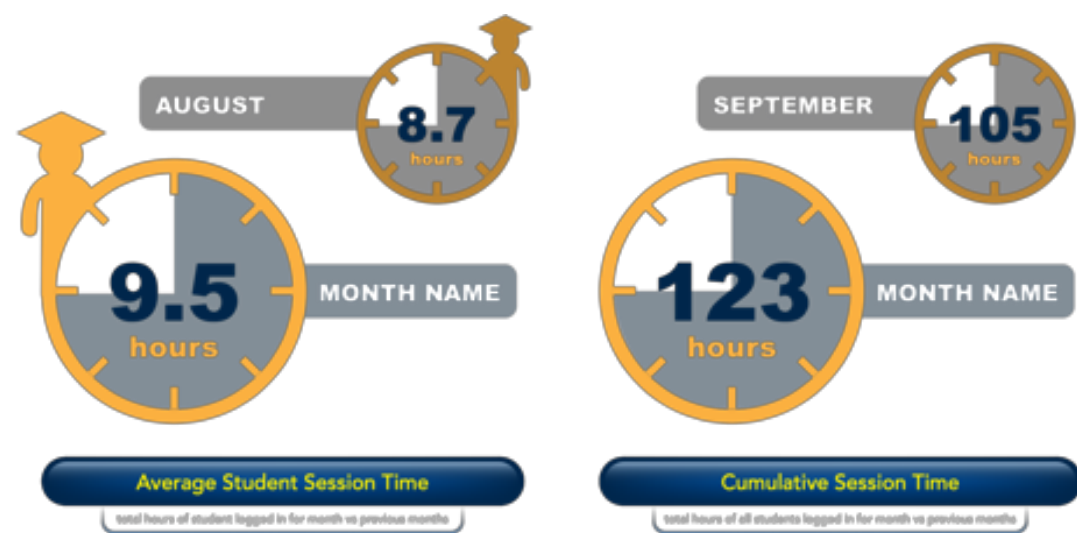 AUGUST
8.7
hours
9.5
hours
MONTH NAME
Average Student Session Time
total hours of student logged in for month vs previous months
SEPTEMBER
105
hours
123
hours
MONTH NAME
Cumulative Session Time
total hours of all students logged in for month vs previous months